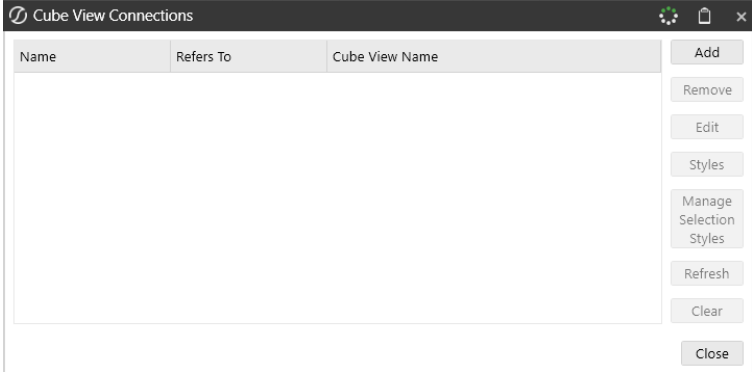 Cube View Connections
Name Refers To Cube View Name
Add
Remove
Edit
Styles
Manage
Selection
Styles
Refresh
Clear
Close